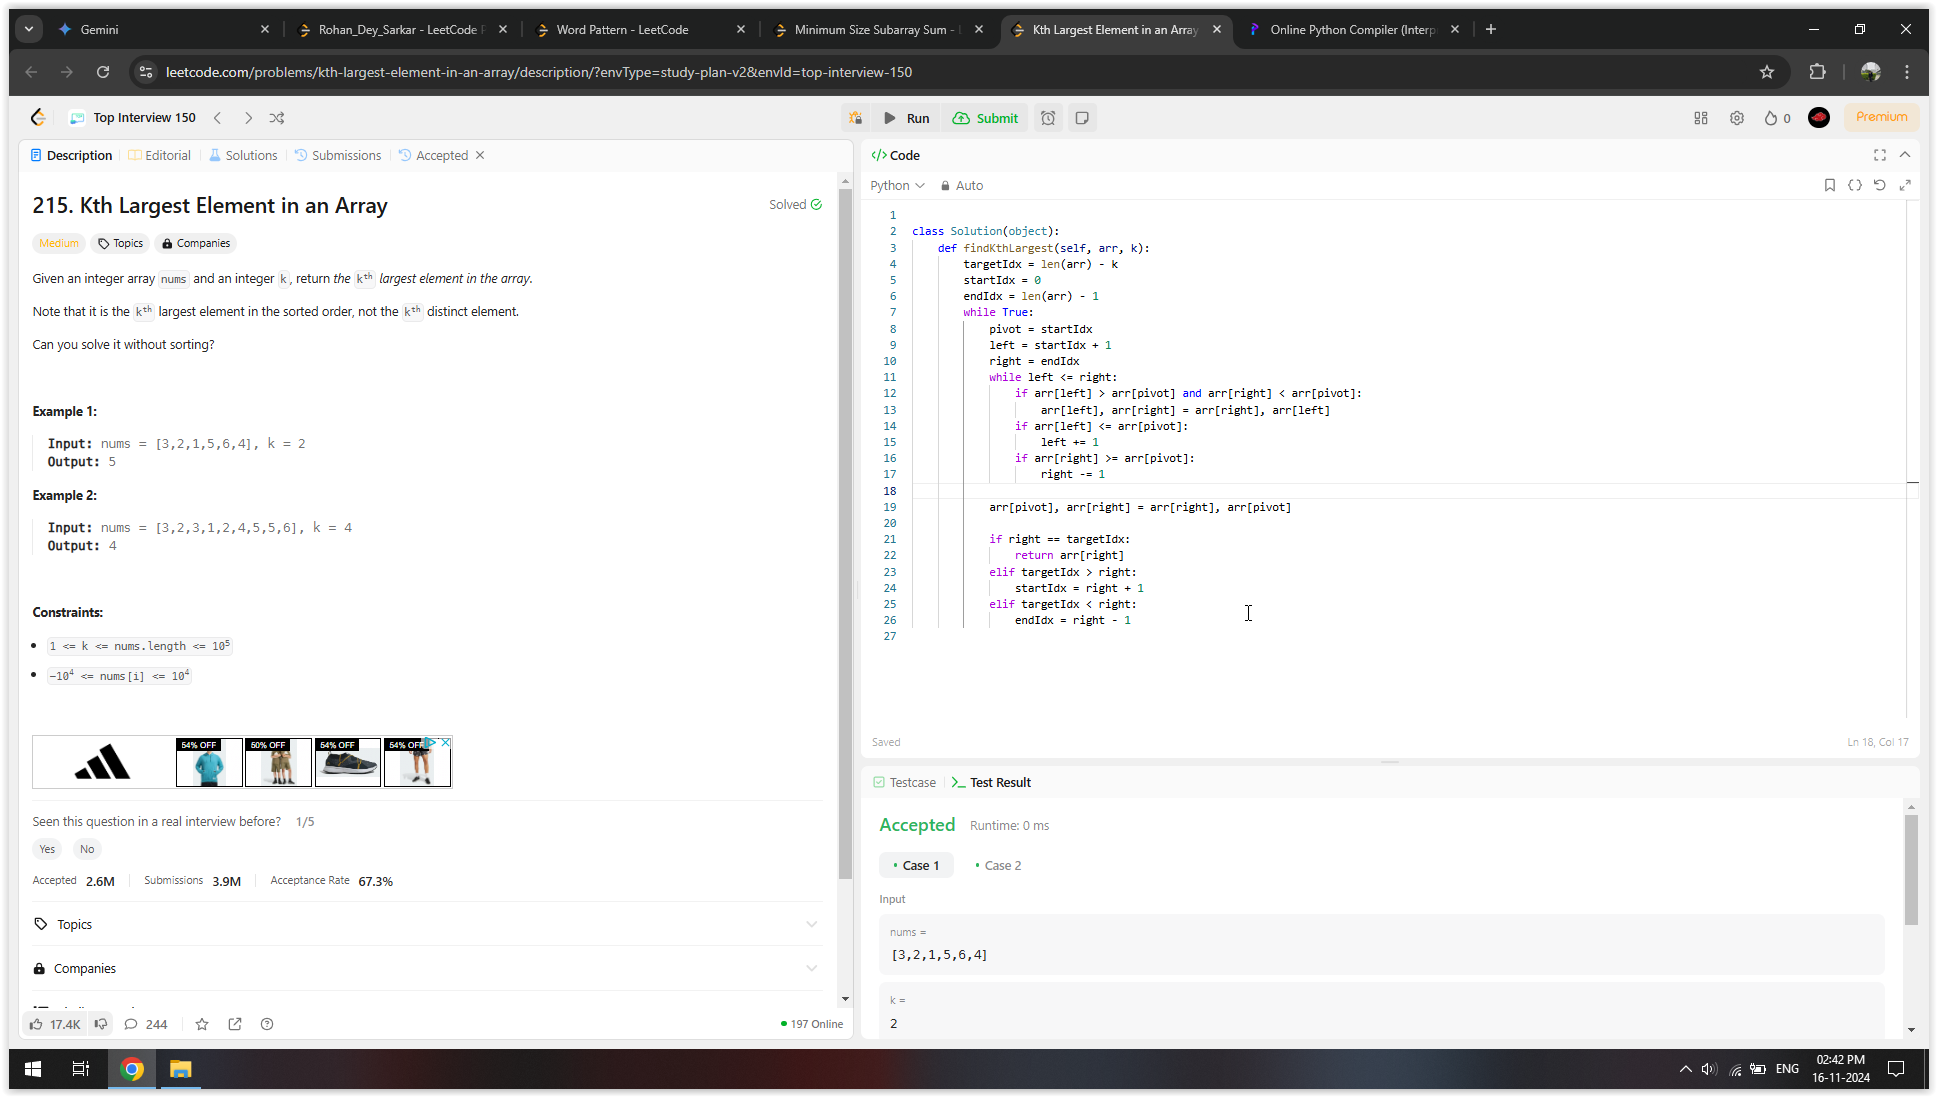 Gemini
Rohan_Dey_Sarkar - LeetCode P
Word Pattern - LeetCode
Minimum Size Subarray Sum -
Kth Largest Element in an Array
Online Python Compiler (Interp
leetcode.com/problems/kth-largest-element-in-an-array/description/?envType=study-plan-v2&envId=top-interview-150
Top Interview 150
Run
Submit
0
Premium
Description
Editorial
Solutions
Submissions
Accepted
215. Kth Largest Element in an Array
Solved
Medium
Topics
Companies
Given an integer array nums and an integer k, return the kth largest element in the array.
Note that it is the kth largest element in the sorted order, not the kth distinct element.
Can you solve it without sorting?
Example 1:
Input: nums = [3,2,1,5,6,4], k = 2
Output: 5
Example 2:
Input: nums = [3,2,3,1,2,4,5,5,6], k = 4
Output: 4
Constraints:
1 <= k <= nums.length <= 10⁵
-10⁴ <= nums[i] <= 10⁴
54% OFF
50% OFF
54% OFF
54% OFF
Seen this question in a real interview before? 1/5
Yes
No
Accepted 2.6M
Submissions 3.9M
Acceptance Rate 67.3%
Topics
Companies
17.4K
244
197 Online
</> Code
Python
Auto
1
2 class Solution(object):
3 def findKthLargest(self, arr, k):
4 targetIdx = len(arr) - k
5 startIdx = 0
6 endIdx = len(arr) - 1
7 while True:
8 pivot = startIdx
9 left = startIdx + 1
10 right = endIdx
11 while left <= right:
12 if arr[left] > arr[pivot] and arr[right] < arr[pivot]:
13 arr[left], arr[right] = arr[right], arr[left]
14 if arr[left] <= arr[pivot]:
15 left += 1
16 if arr[right] >= arr[pivot]:
17 right -= 1
18
19 arr[pivot], arr[right] = arr[right], arr[pivot]
20
21 if right == targetIdx:
22 return arr[right]
23 elif targetIdx > right:
24 startIdx = right + 1
25 elif targetIdx < right:
26 endIdx = right - 1
27
Saved
Ln 18, Col 17
Testcase
Test Result
Accepted
Runtime: 0 ms
Case 1
Case 2
Input
nums =
[3,2,1,5,6,4]
k =
2
ENG
02:42 PM
16-11-2024